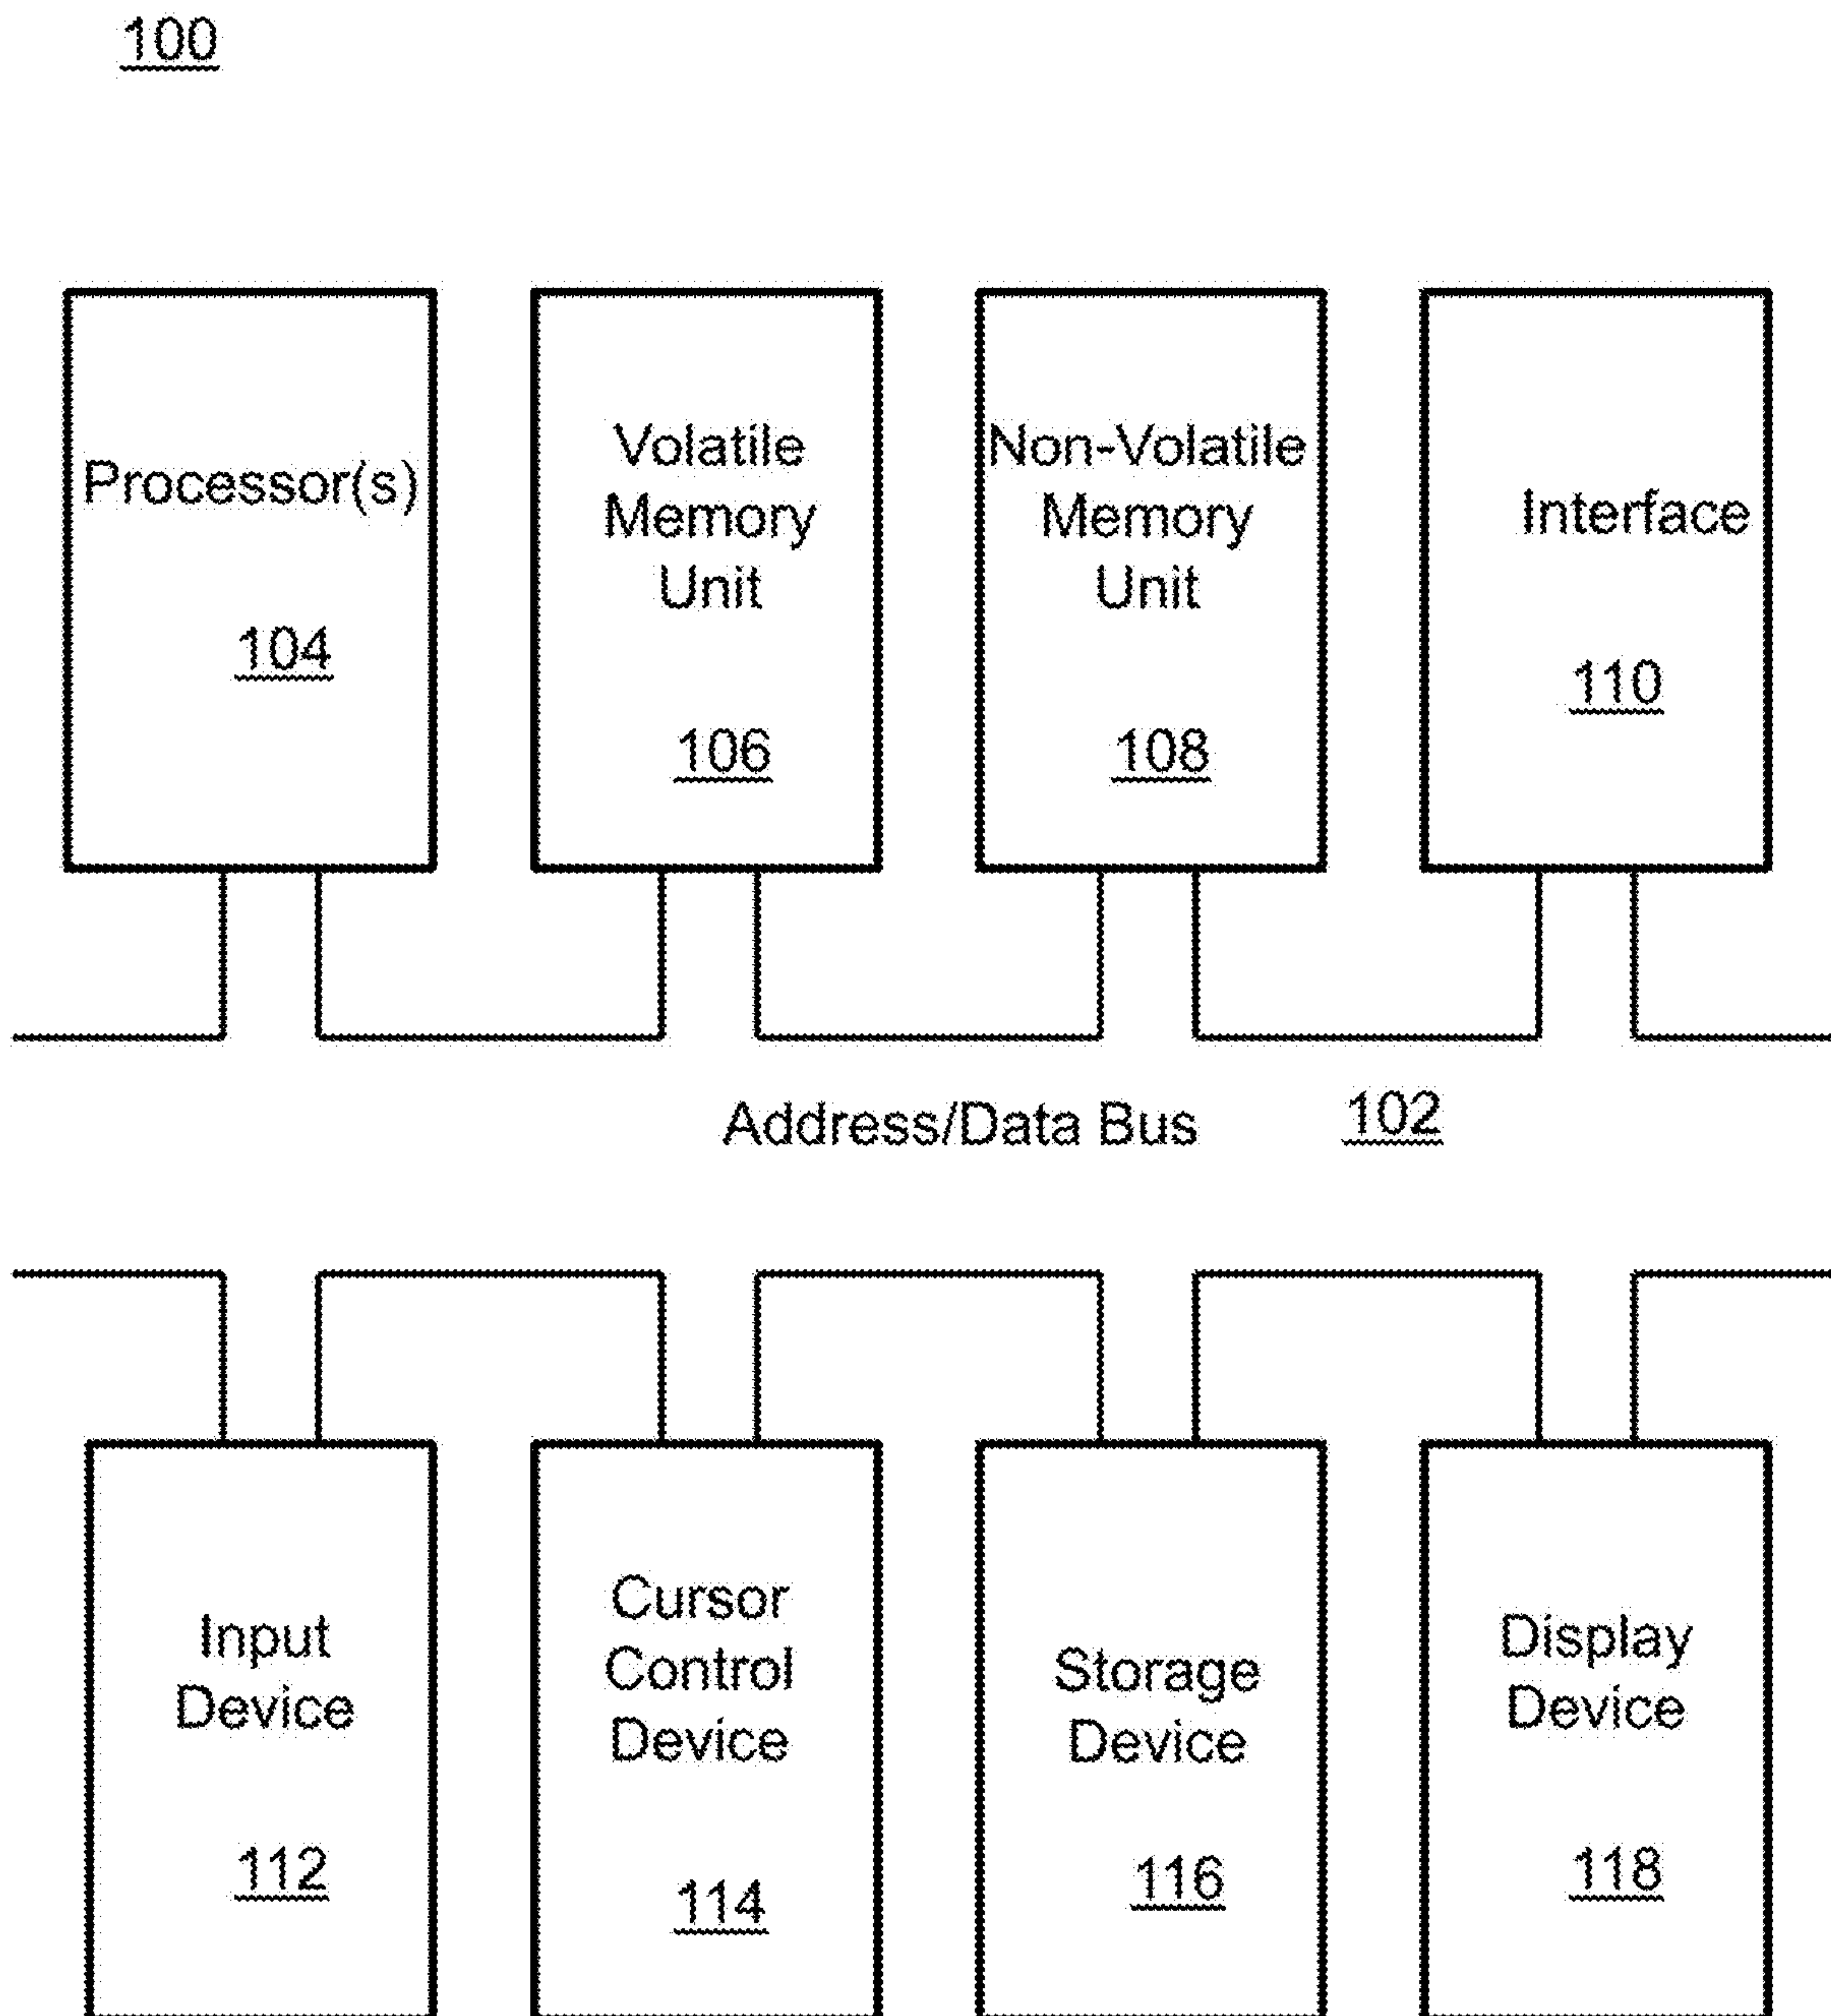 100
Processor(s)
104
Volatile
Memory
Unit
106
Non-Volatile
Memory
Unit
108
Interface
110
Address/Data Bus 102
Input
Device
112
Cursor
Control
Device
114
Storage
Device
116
Display
Device
118